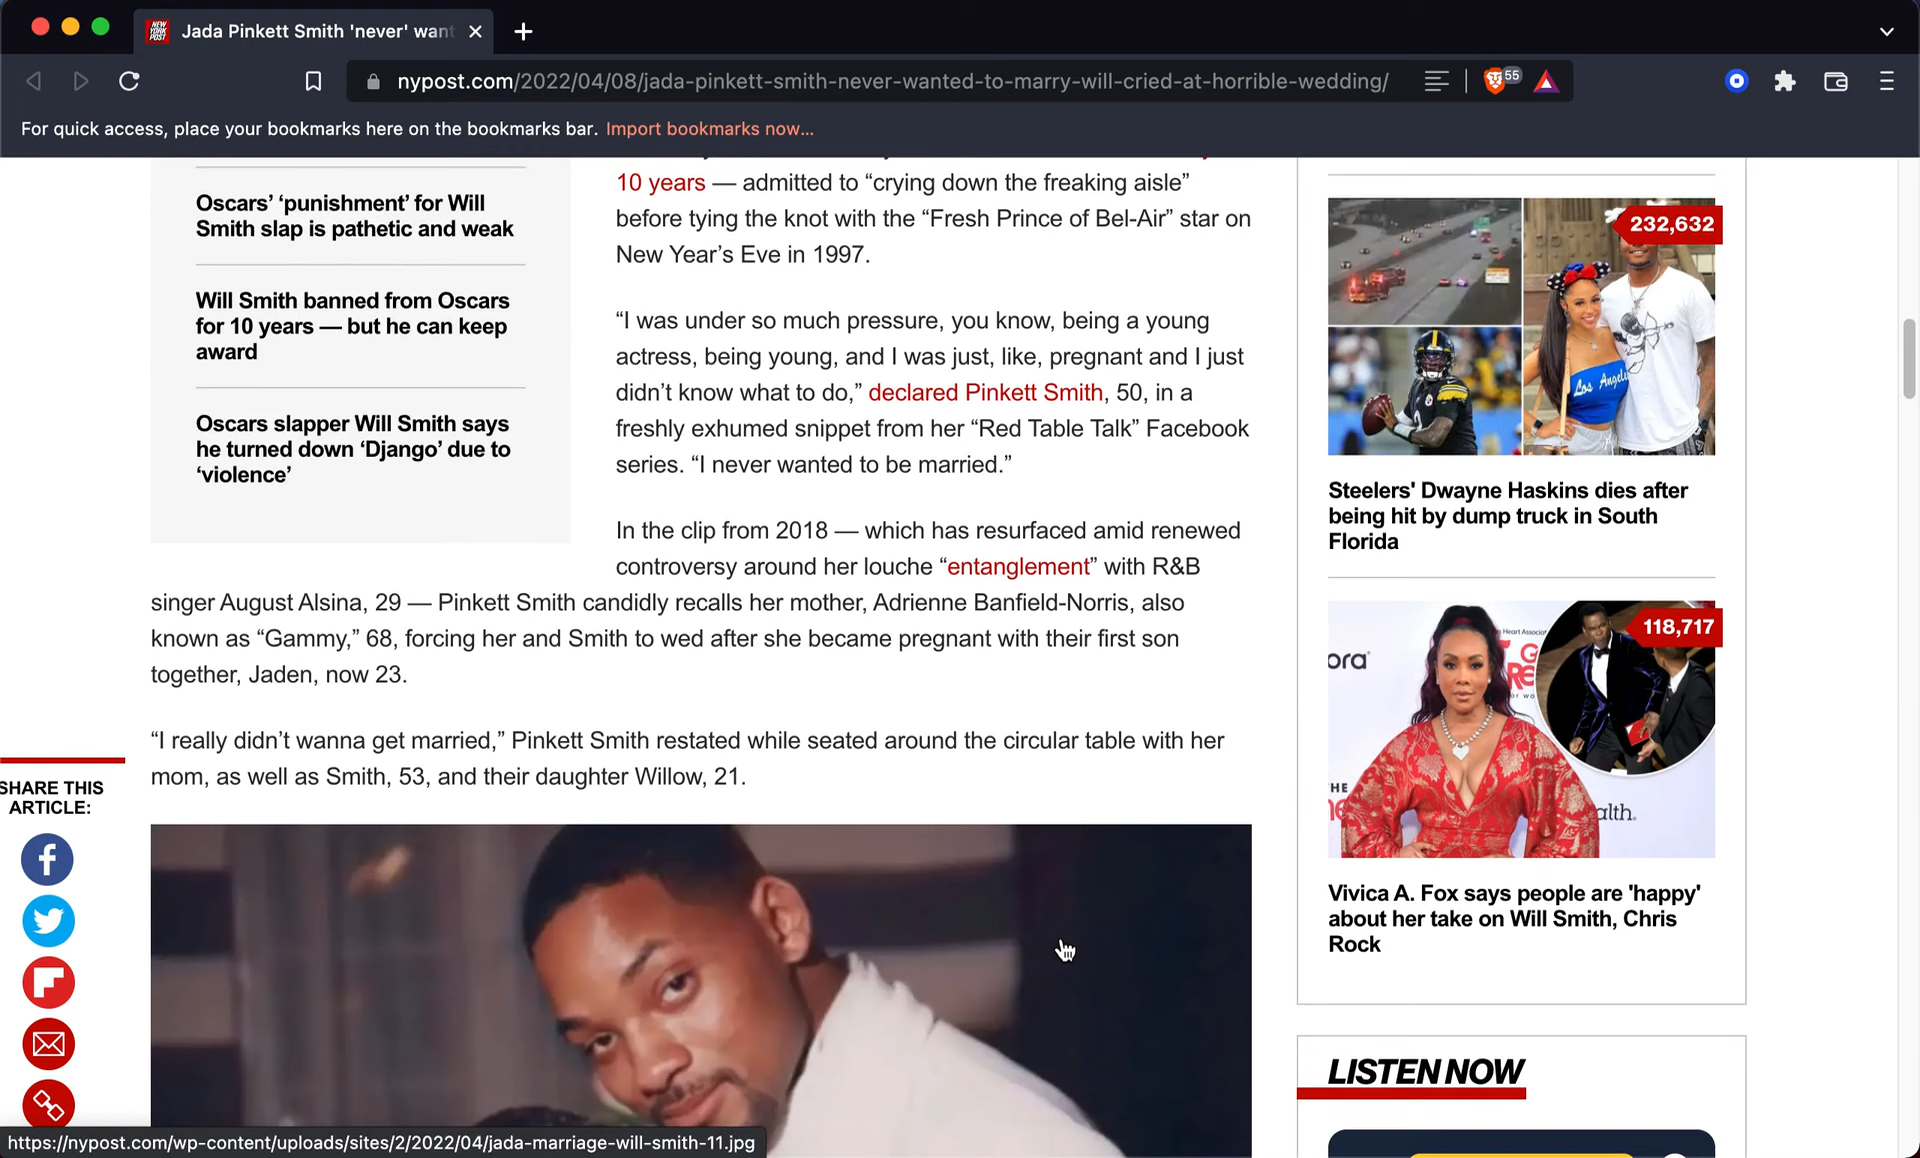 NEW YORK POST
Jada Pinkett Smith 'never' want
nypost.com/2022/04/08/jada-pinkett-smith-never-wanted-to-marry-will-cried-at-horrible-wedding/
55
For quick access, place your bookmarks here on the bookmarks bar. Import bookmarks now...
Oscars’ ‘punishment’ for Will
Smith slap is pathetic and weak
Will Smith banned from Oscars
for 10 years — but he can keep
award
Oscars slapper Will Smith says
he turned down ‘Django’ due to
‘violence’
10 years — admitted to “crying down the freaking aisle”
before tying the knot with the “Fresh Prince of Bel-Air” star on
New Year’s Eve in 1997.
“I was under so much pressure, you know, being a young
actress, being young, and I was just, like, pregnant and I just
didn’t know what to do,” declared Pinkett Smith, 50, in a
freshly exhumed snippet from her “Red Table Talk” Facebook
series. “I never wanted to be married.”
In the clip from 2018 — which has resurfaced amid renewed
controversy around her louche “entanglement” with R&B
singer August Alsina, 29 — Pinkett Smith candidly recalls her mother, Adrienne Banfield-Norris, also
known as “Gammy,” 68, forcing her and Smith to wed after she became pregnant with their first son
together, Jaden, now 23.
“I really didn’t wanna get married,” Pinkett Smith restated while seated around the circular table with her
mom, as well as Smith, 53, and their daughter Willow, 21.
SHARE THIS
ARTICLE:
232,632
Los Angeles
Steelers' Dwayne Haskins dies after
being hit by dump truck in South
Florida
118,717
ora
Heart Associa
G
RE
THE
alth.
Vivica A. Fox says people are 'happy'
about her take on Will Smith, Chris
Rock
LISTEN NOW
https://nypost.com/wp-content/uploads/sites/2/2022/04/jada-marriage-will-smith-11.jpg